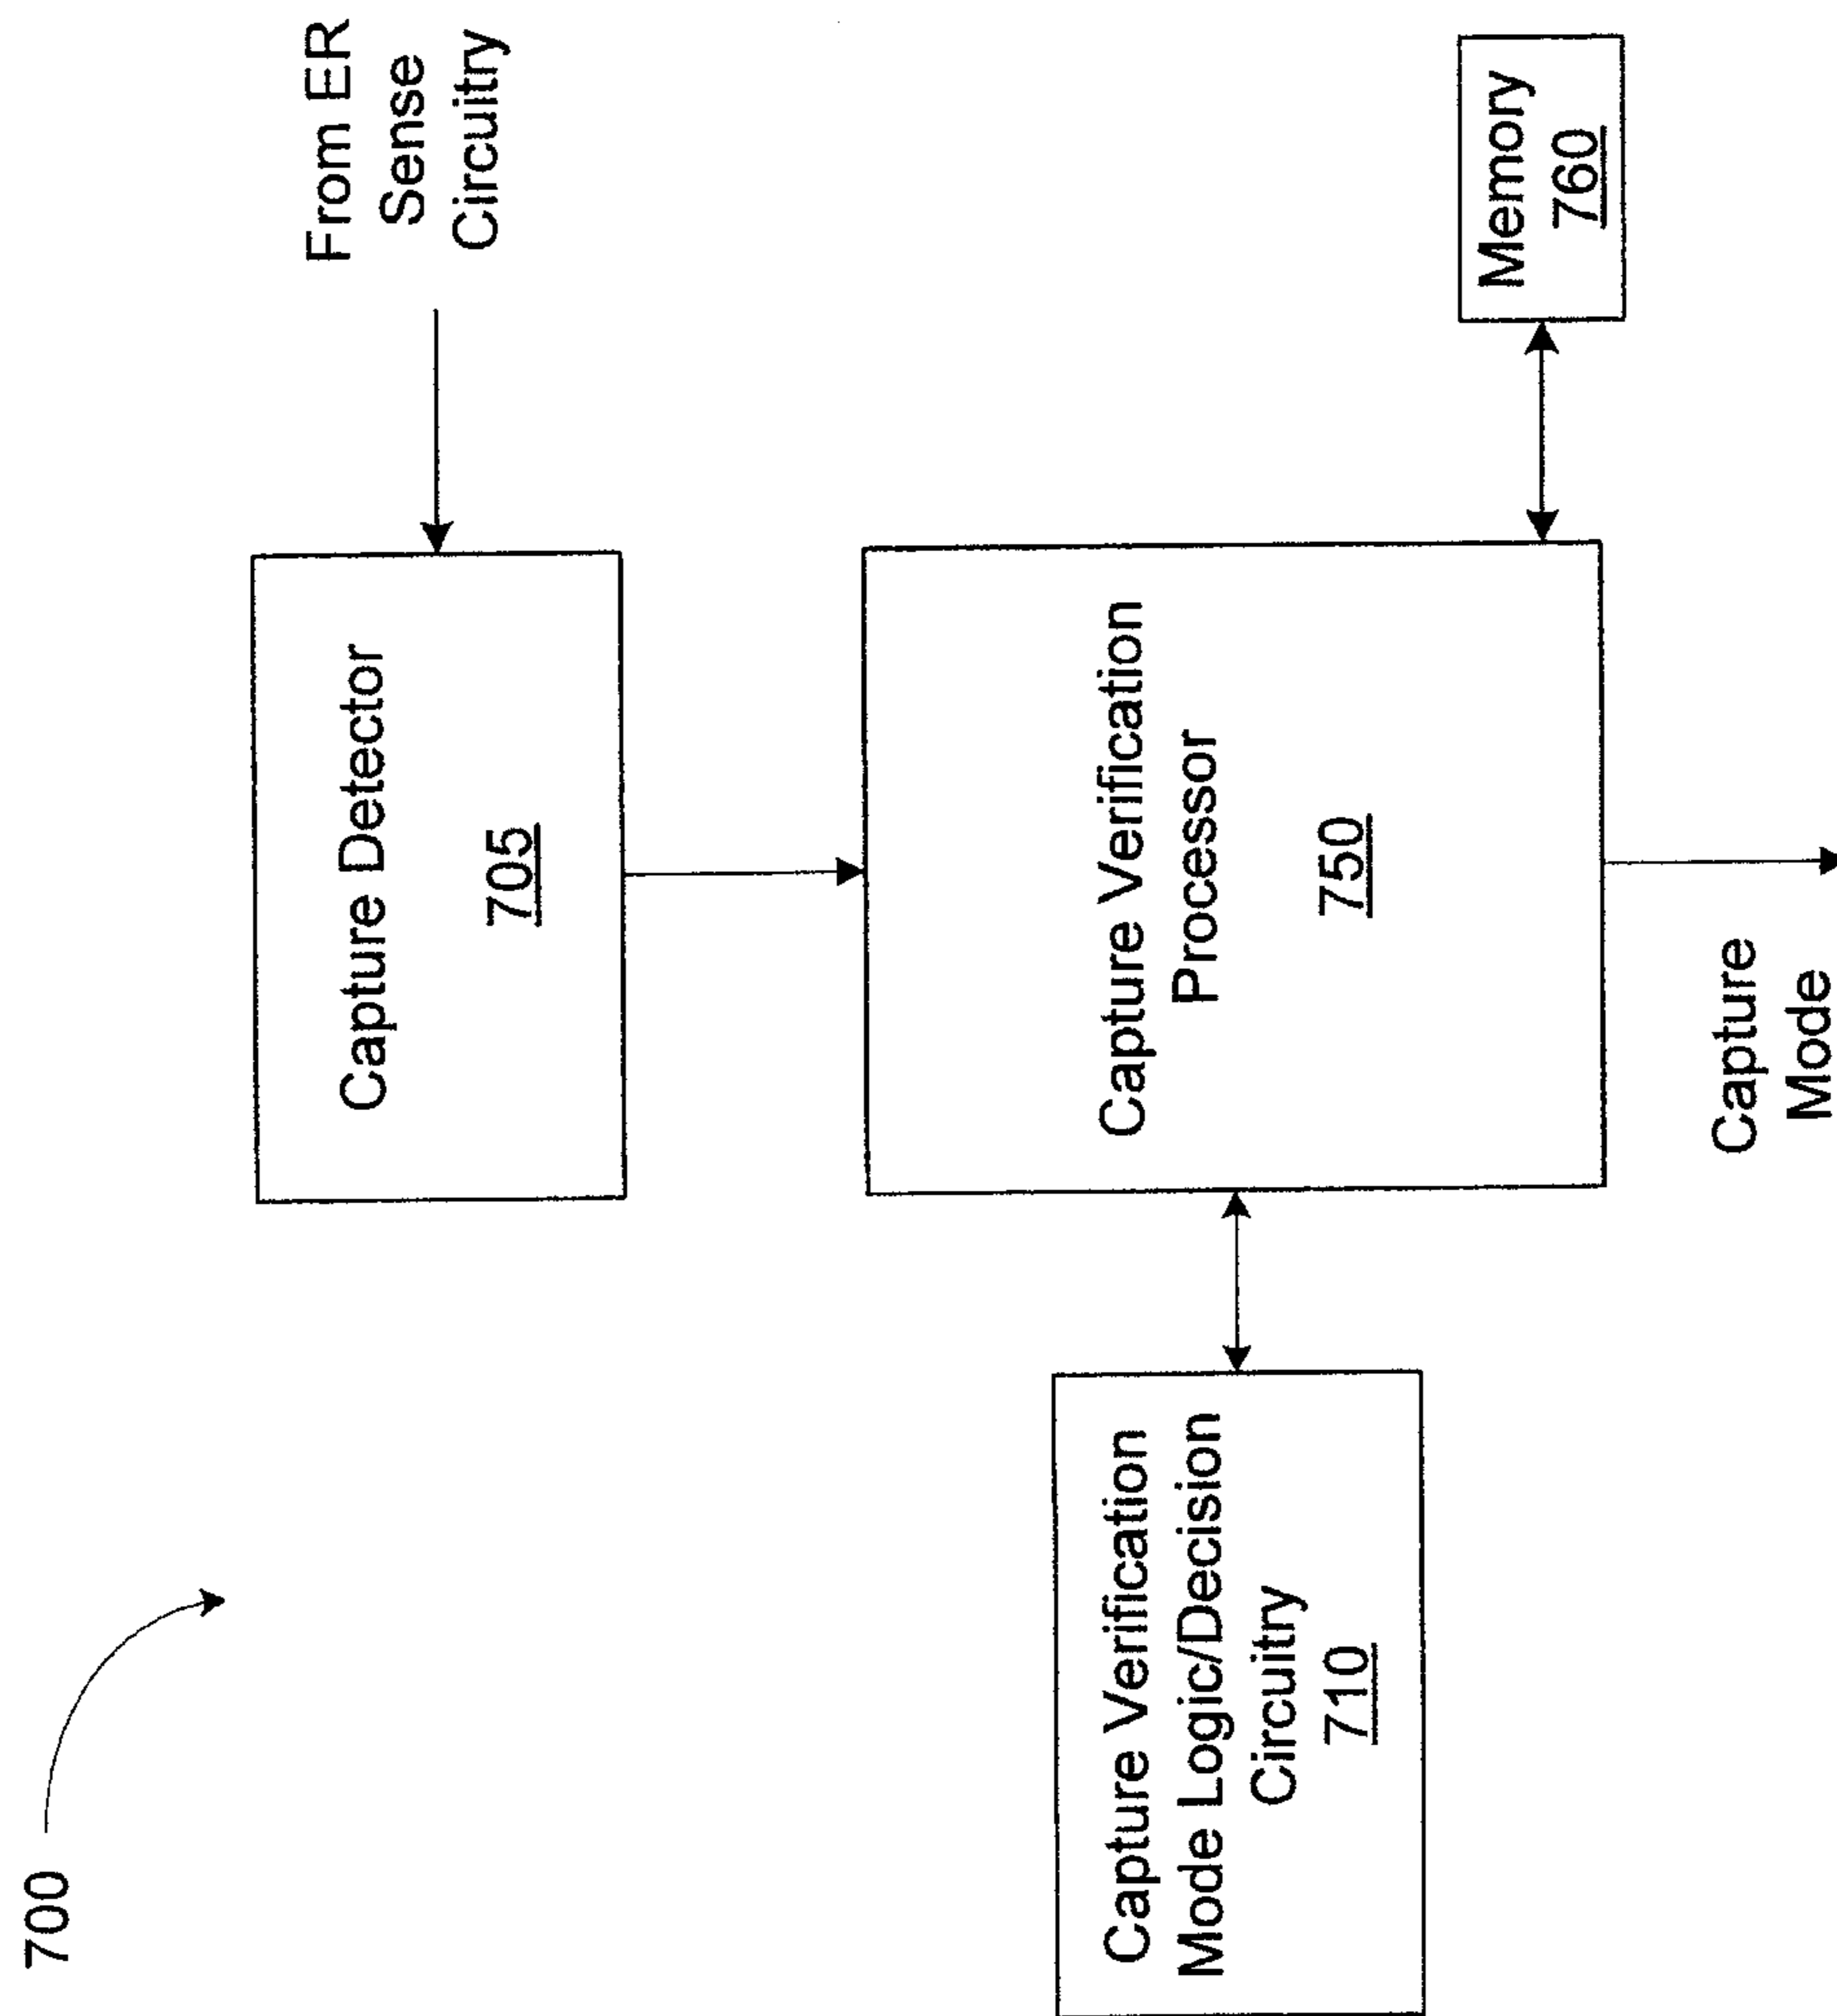 700
From ER
Sense
Circuitry
Capture Detector
705
Capture Verification
Processor
750
Capture Verification
Mode Logic/Decision
Circuitry
710
Memory
760
Capture
Mode